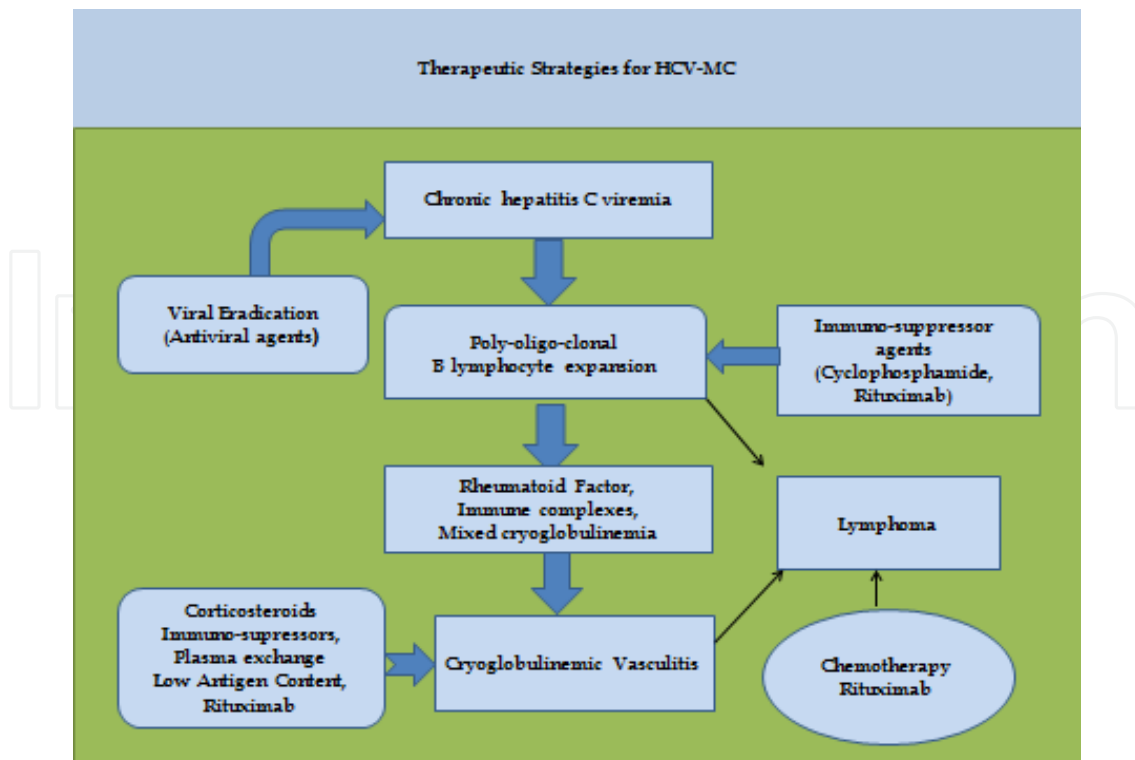 Therapeutic Strategies for HCV-MC
Chronic hepatitis C viremia
Viral Eradication
(Antiviral agents)
Poly-oligo-clonal
B lymphocyte expansion
Immuno-suppressor
agents
(Cyclophosphamide,
Rituximab)
Rheumatoid Factor,
Immune complexes,
Mixed cryoglobulinemia
Lymphoma
Corticosteroids
Immuno-supressors,
Plasma exchange
Low Antigen Content,
Rituximab
Cryoglobulinemic Vasculitis
Chemotherapy
Rituximab